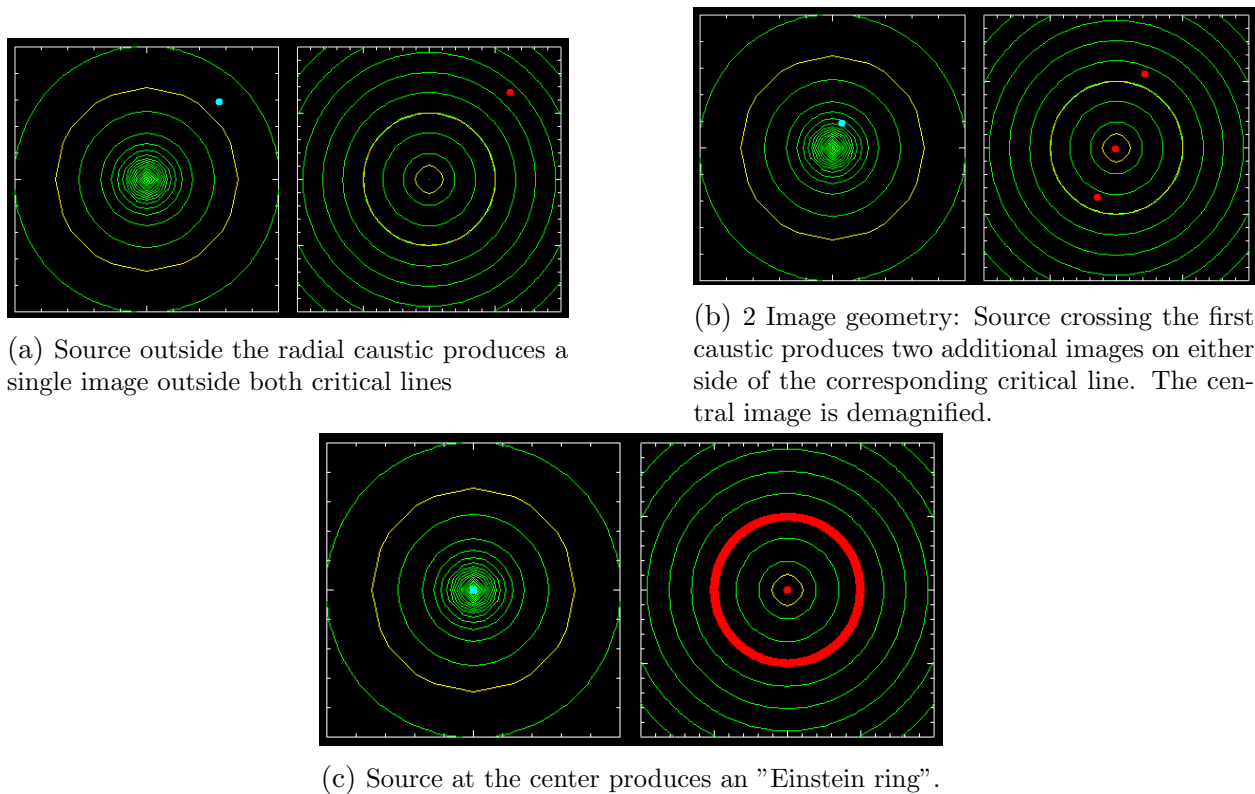 (a) Source outside the radial caustic produces a
single image outside both critical lines
(b) 2 Image geometry: Source crossing the first
caustic produces two additional images on either
side of the corresponding critical line. The cen-
tral image is demagnified.
(c) Source at the center produces an ”Einstein ring”.